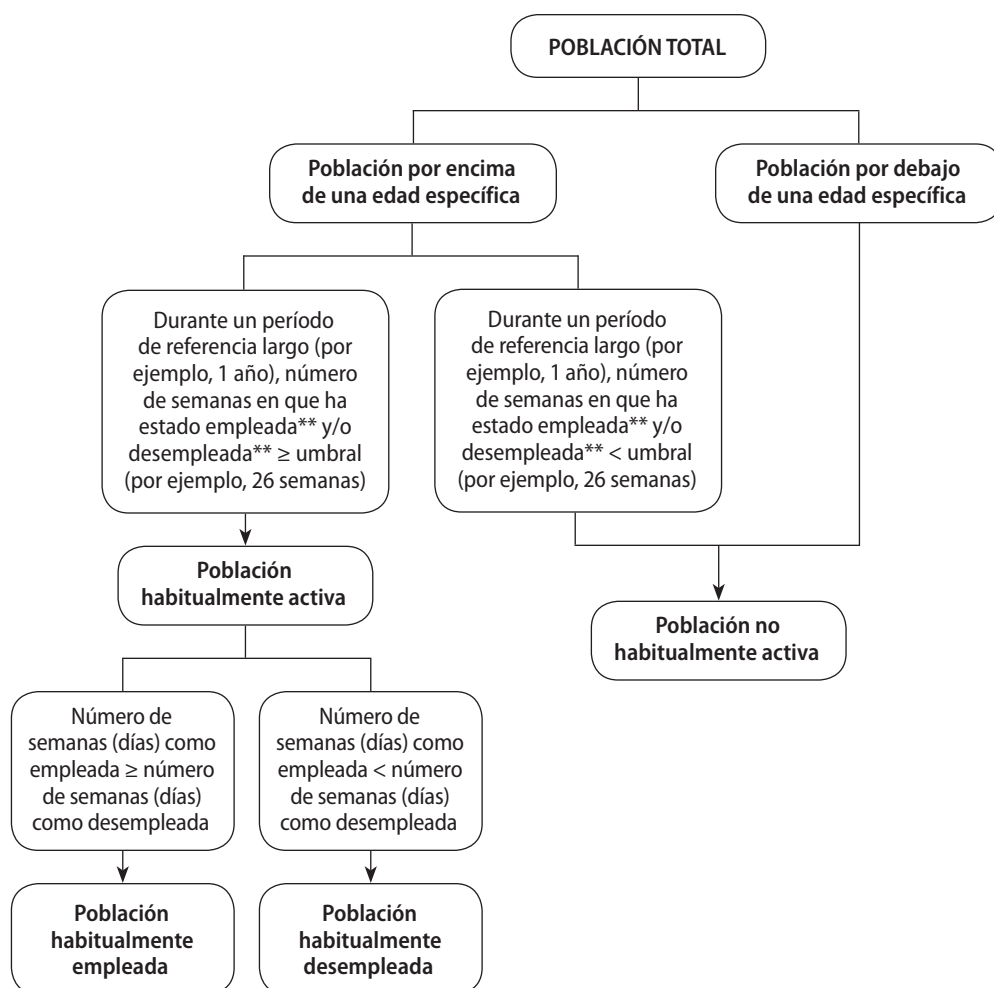 POBLACIÓN TOTAL
Población por encima
de una edad específica
Población por debajo
de una edad específica
Durante un período
de referencia largo (por
ejemplo, 1 año), número
de semanas en que ha
estado empleada** y/o
desempleada** ≥ umbral
(por ejemplo, 26 semanas)
Durante un período
de referencia largo (por
ejemplo, 1 año), número
de semanas en que ha
estado empleada** y/o
desempleada** < umbral
(por ejemplo, 26 semanas)
Población
habitualmente activa
Población no
habitualmente activa
Número de
semanas (días) como
empleada ≥ número
de semanas (días)
como desempleada
Número de
semanas (días) como
empleada < número
de semanas (días)
como desempleada
Población
habitualmente
empleada
Población
habitualmente
desempleada